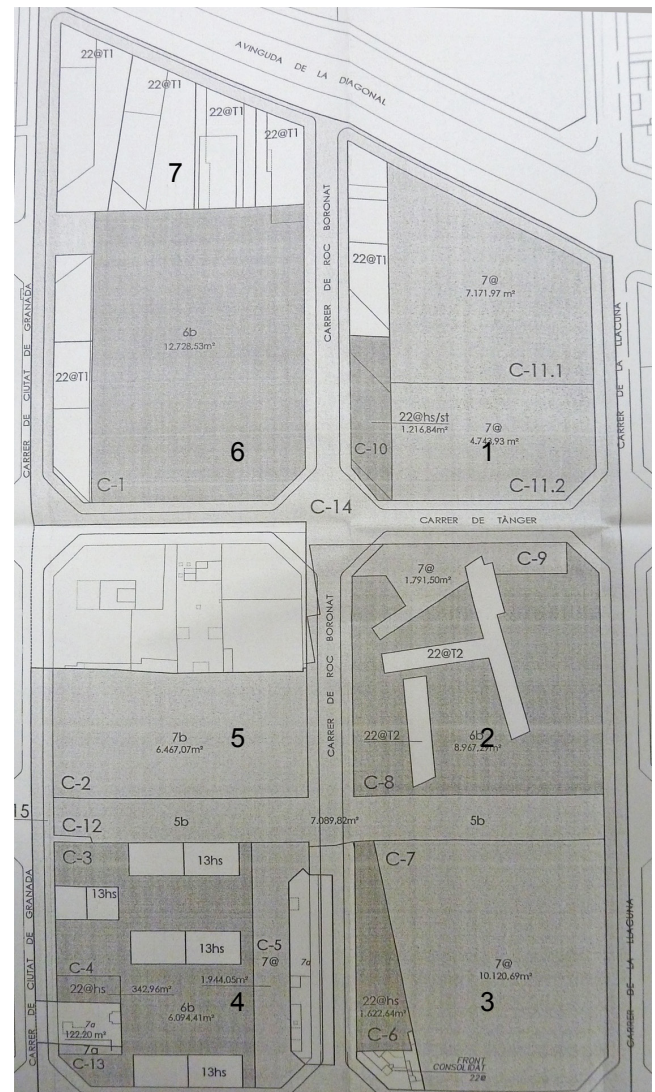 AVINGUDA DE LA DIAGONAL
22@T1
22@T1
22@T1
22@T1
7
CARRER DE ROC BORONAT
CARRER DE CIUTAT DE GRANADA
CARRER DE LA LLACUNA
22@T1
7@
7.171,97 m²
6b
12.728,53m²
22@T1
C-11.1
22@hs/st
1.216,84m²
7@
4.743,93 m²
6
C-10
1
C-1
C-11.2
C-14
CARRER DE TÀNGER
C-9
7@
1.791,50m²
CARRER DE ROC BORONAT
22@T2
7b
6.467,07m²
5
22@T2
6b
8.967,29m²
2
C-2
C-8
15
C-12
5b
7.089,82m²
5b
C-3
13hs
C-7
13hs
CARRER DE CIUTAT DE GRANADA
CARRER DE LA LLACUNA
13hs
C-5
7@
7a
C-4
22@hs
342,96m²
1.944,05m²
7@
10.120,69m²
6b
6.094,41m²
4
22@hs
1.622,64m²
3
7a
122,20 m²
7a
C-13
C-6
13hs
FRONT
CONSOLIDAT
22@